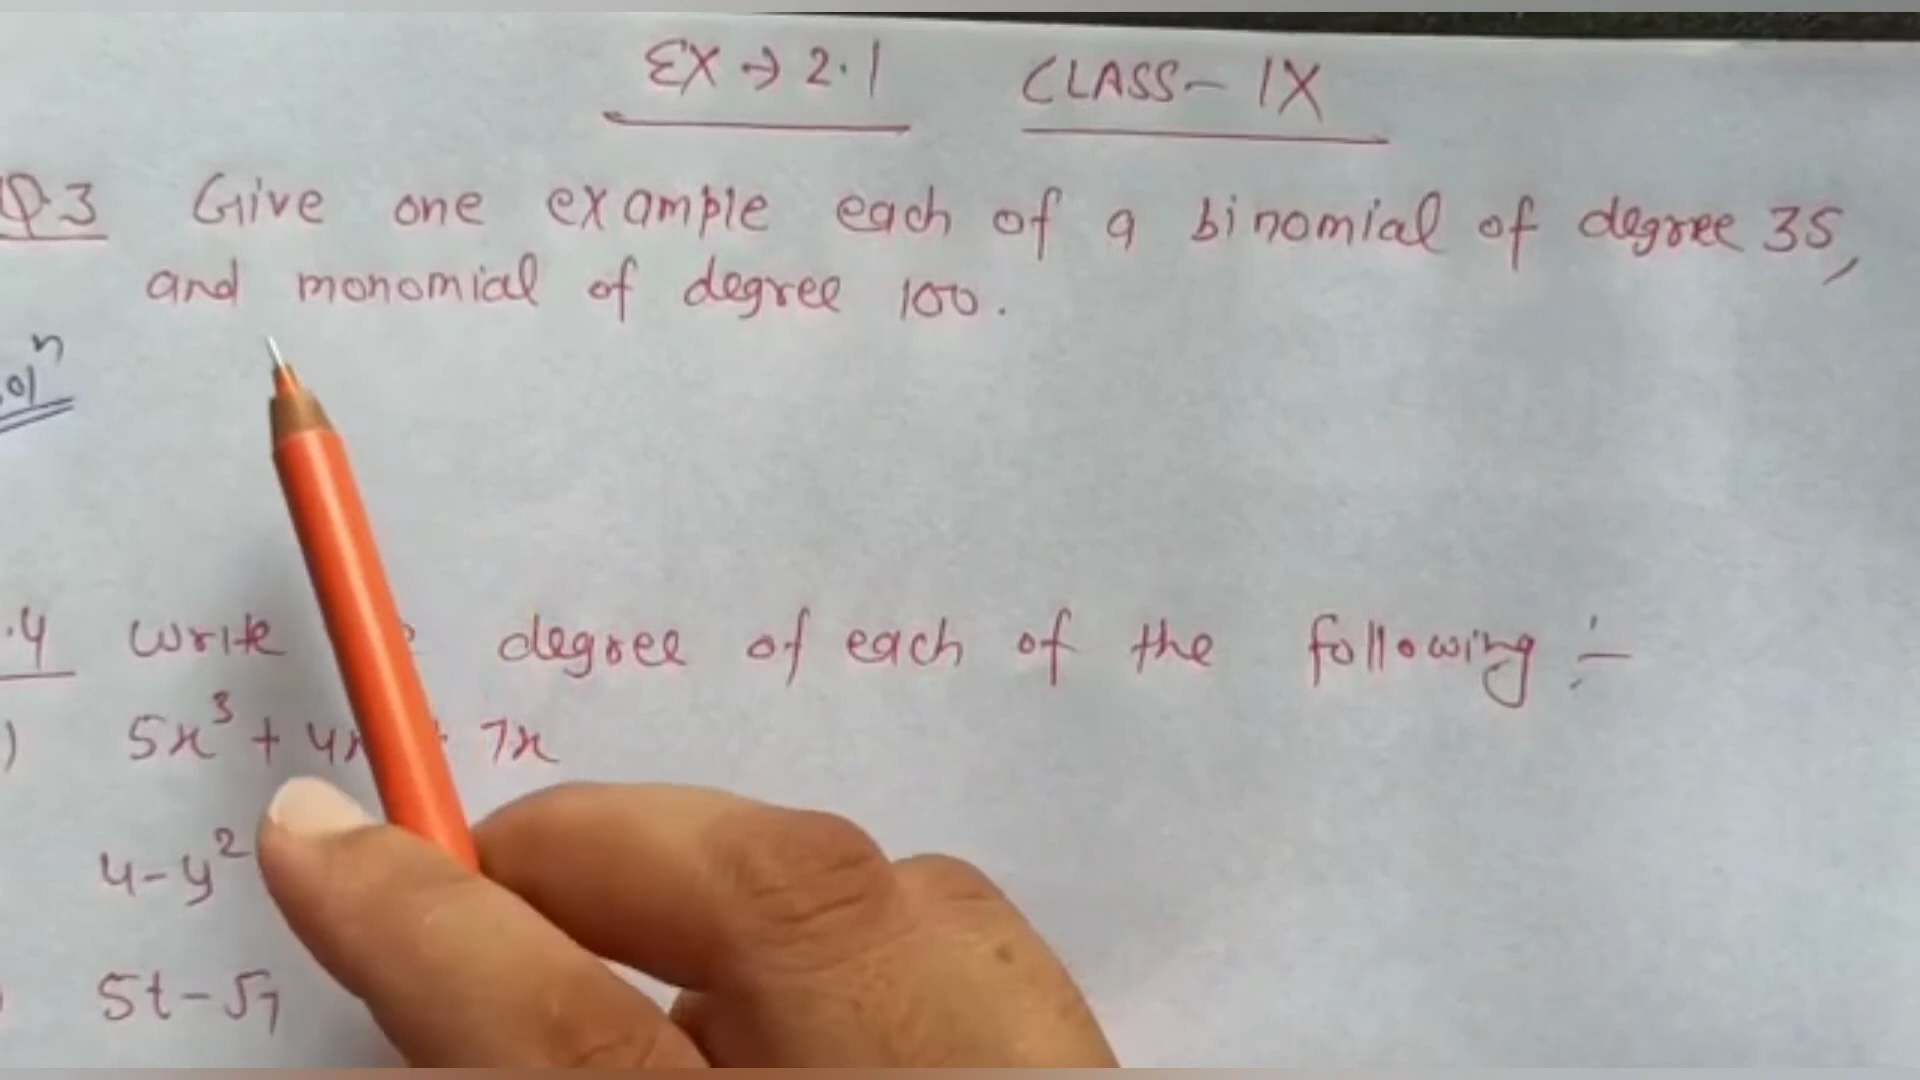 EX → 2.1 CLASS - IX
Q.3 Give one example each of a binomial of degree 35,
and monomial of degree 100.
Solⁿ
.4 Write degree of each of the following :-
) 5x³ + 4x 7x
4 - y²
5t - √7